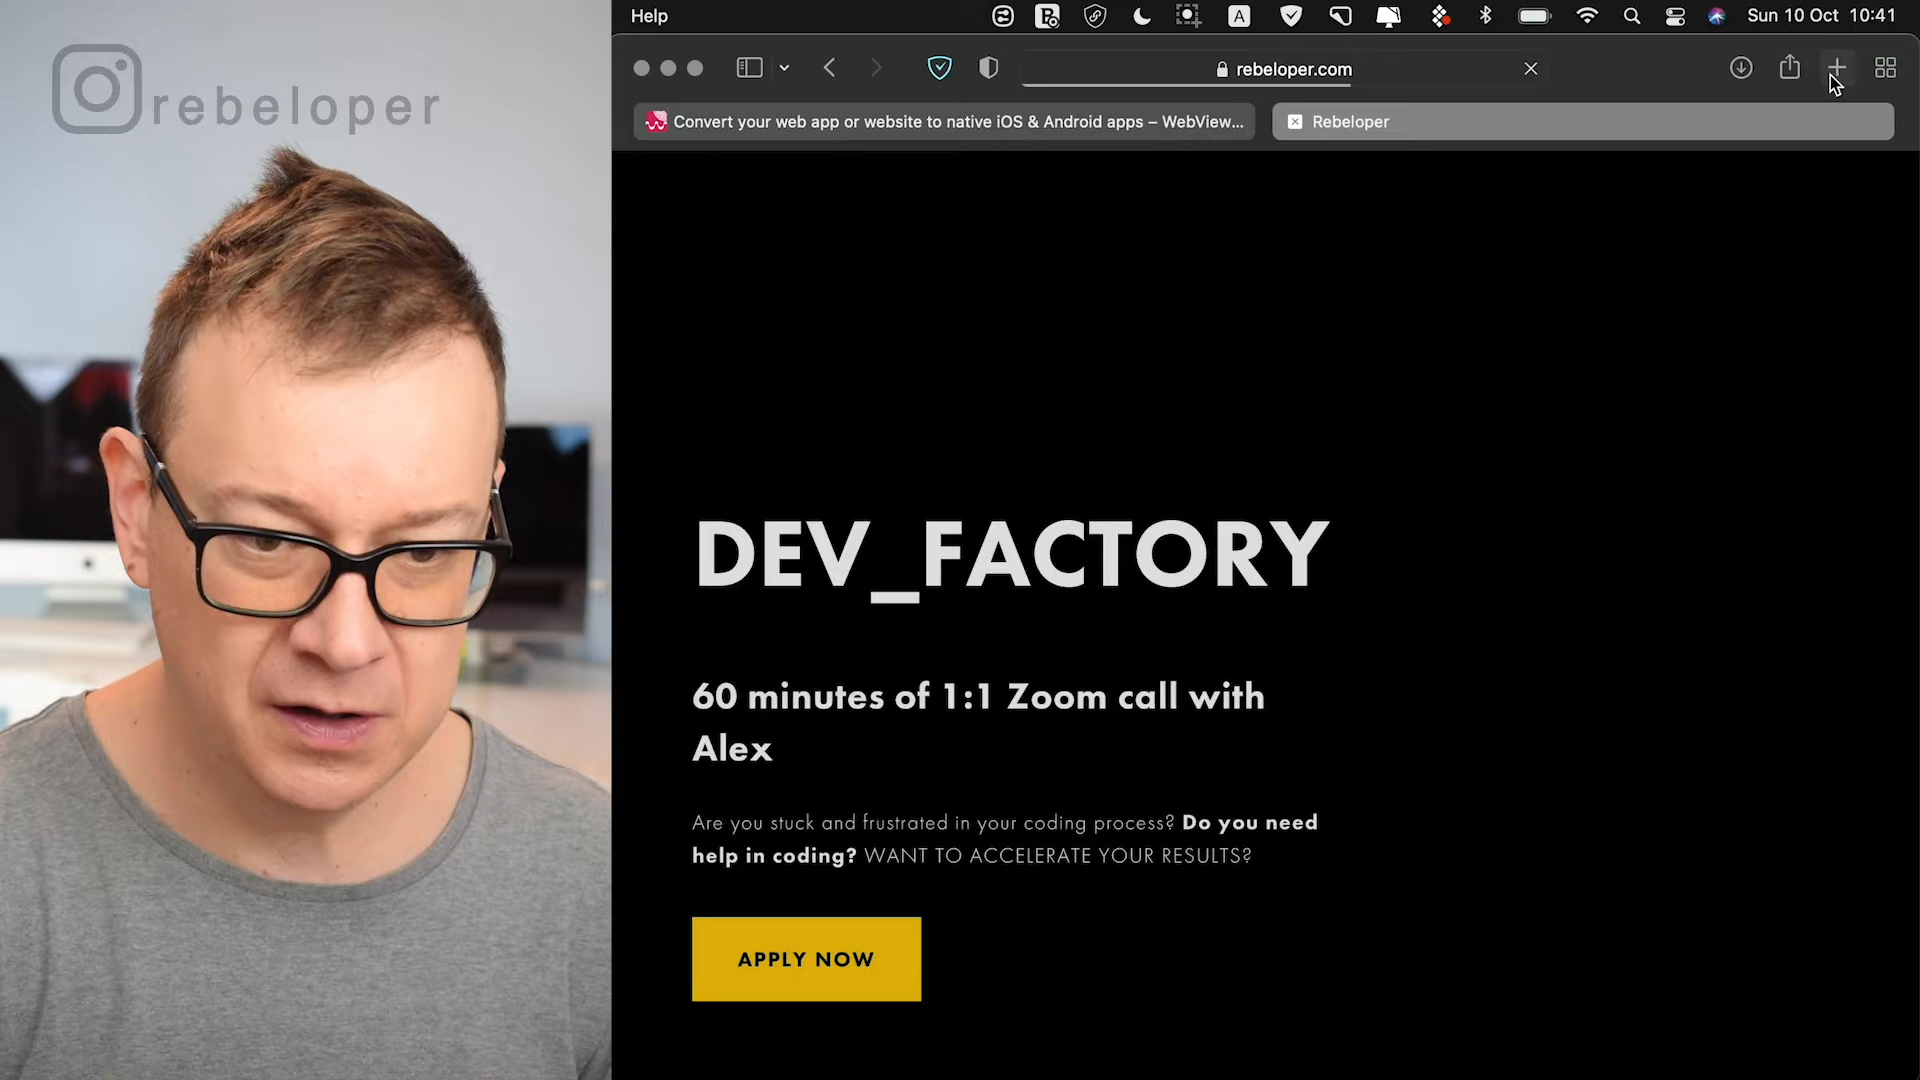 rebeloper
Help
A
Sun 10 Oct 10:41
rebeloper.com
Convert your web app or website to native iOS & Android apps – WebView...
Rebeloper
DEV_FACTORY
60 minutes of 1:1 Zoom call with
Alex
Are you stuck and frustrated in your coding process? Do you need
help in coding? WANT TO ACCELERATE YOUR RESULTS?
APPLY NOW